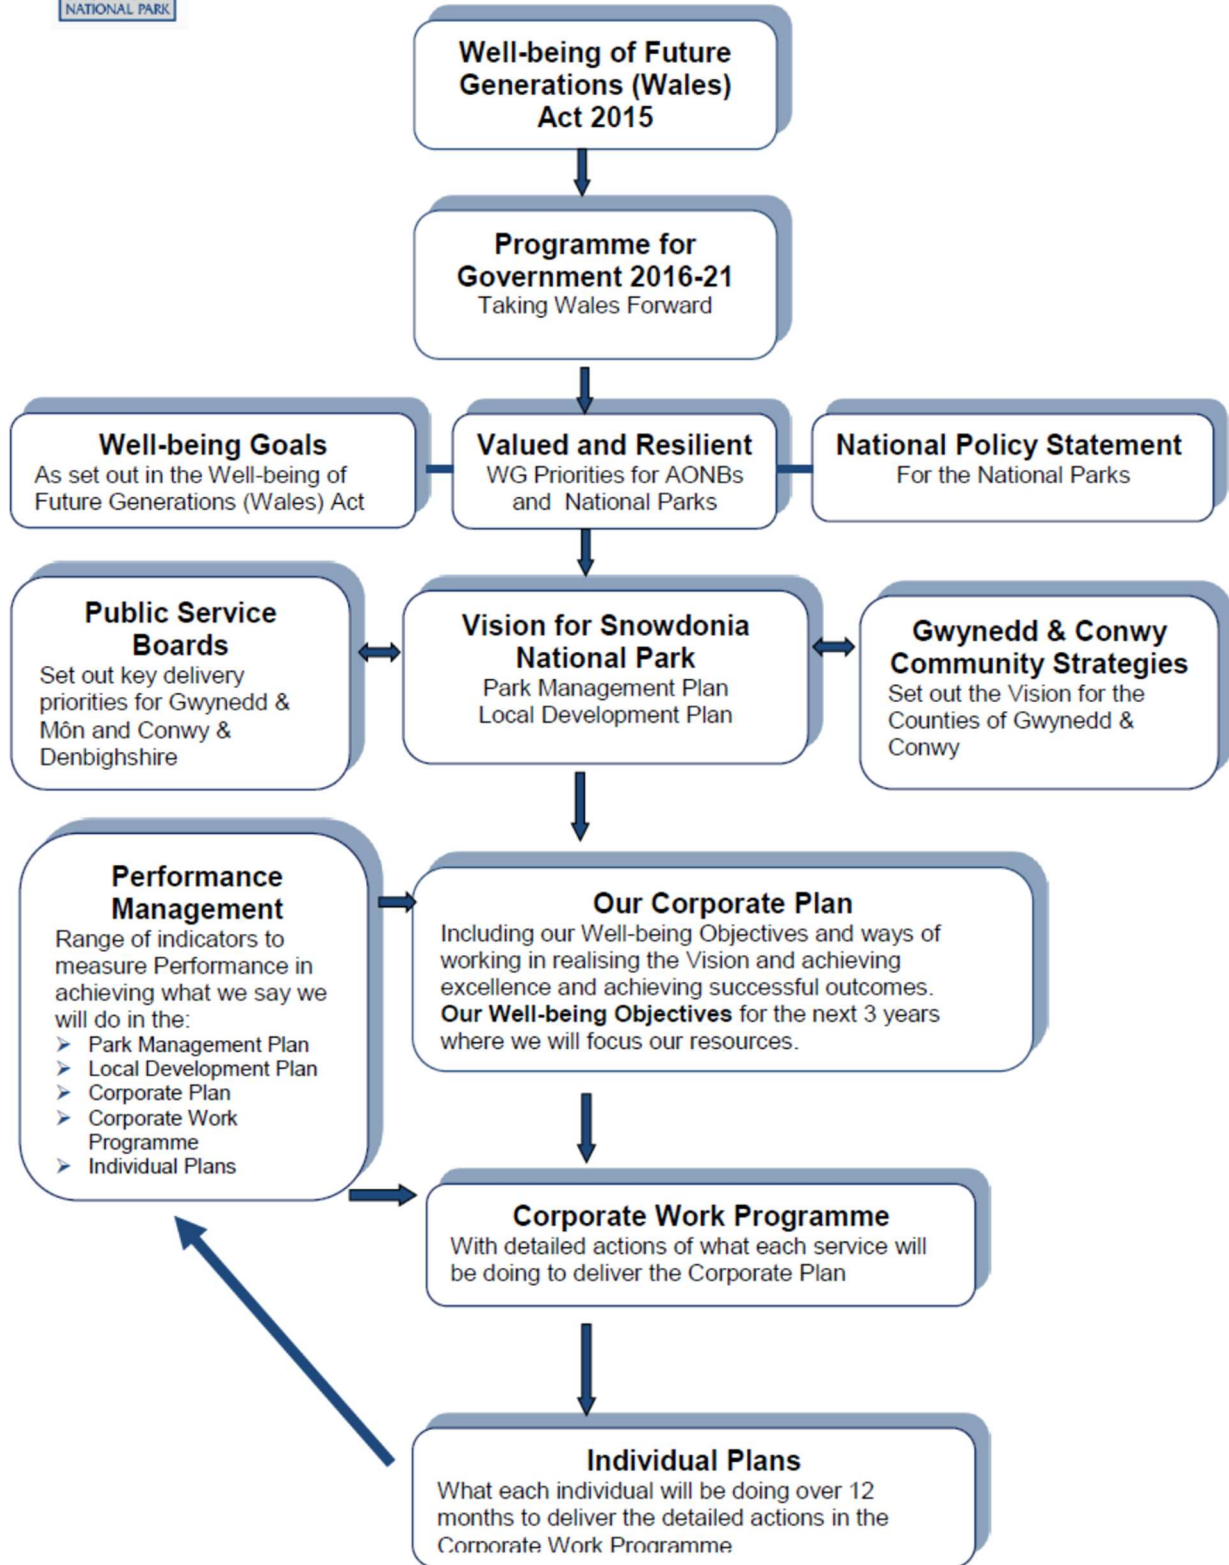 NATIONAL PARK
Well-being of Future
Generations (Wales)
Act 2015
Programme for
Government 2016-21
Taking Wales Forward
Well-being Goals
As set out in the Well-being of
Future Generations (Wales) Act
Valued and Resilient
WG Priorities for AONBs
and National Parks
National Policy Statement
For the National Parks
Public Service
Boards
Set out key delivery
priorities for Gwynedd &
Môn and Conwy &
Denbighshire
Vision for Snowdonia
National Park
Park Management Plan
Local Development Plan
Gwynedd & Conwy
Community Strategies
Set out the Vision for the
Counties of Gwynedd &
Conwy
Performance
Management
Range of indicators to
measure Performance in
achieving what we say we
will do in the:
➢ Park Management Plan
➢ Local Development Plan
➢ Corporate Plan
➢ Corporate Work
Programme
➢ Individual Plans
Our Corporate Plan
Including our Well-being Objectives and ways of
working in realising the Vision and achieving
excellence and achieving successful outcomes.
Our Well-being Objectives for the next 3 years
where we will focus our resources.
Corporate Work Programme
With detailed actions of what each service will
be doing to deliver the Corporate Plan
Individual Plans
What each individual will be doing over 12
months to deliver the detailed actions in the
Corporate Work Programme